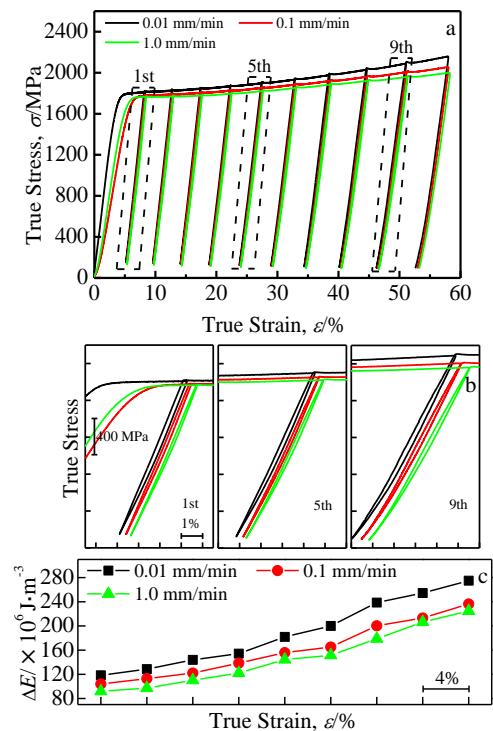 0.01 mm/min
0.1 mm/min
1.0 mm/min
a
1st
5th
9th
2400
2000
1600
1200
800
400
0
True Stress, σ/MPa
0 10 20 30 40 50 60
True Strain, ε/%
b
True Stress
400 MPa
1st
1%
5th
9th
c
0.01 mm/min
0.1 mm/min
1.0 mm/min
280
240
200
160
120
80
ΔE/ × 10⁶ J·m⁻³
4%
True Strain, ε/%